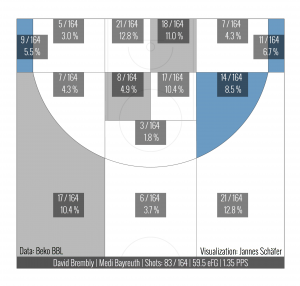 5 / 164
3.0 %
21 / 164
12.8 %
18 / 164
11.0 %
7 / 164
4.3 %
9 / 164
5.5 %
11 / 164
6.7 %
7 / 164
4.3 %
8 / 164
4.9 %
17 / 164
10.4 %
14 / 164
8.5 %
3 / 164
1.8 %
17 / 164
10.4 %
6 / 164
3.7 %
21 / 164
12.8 %
Data: Beko BBL
Visualization: Jannes Schäfer
David Brembly | Medi Bayreuth | Shots: 83 / 164 | 59.5 eFG | 1.35 PPS